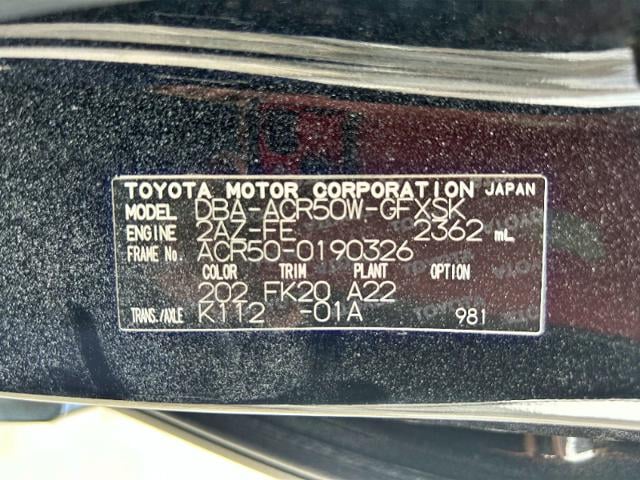 TOYOTA MOTOR CORPORATION JAPAN
MODEL DBA-ACR50W-GFXSK
ENGINE 2AZ-FE 2362 mL
FRAME No. ACR50-0190326
COLOR TRIM PLANT OPTION
202 FK20 A22
TRANS./AXLE K112 -01A 981